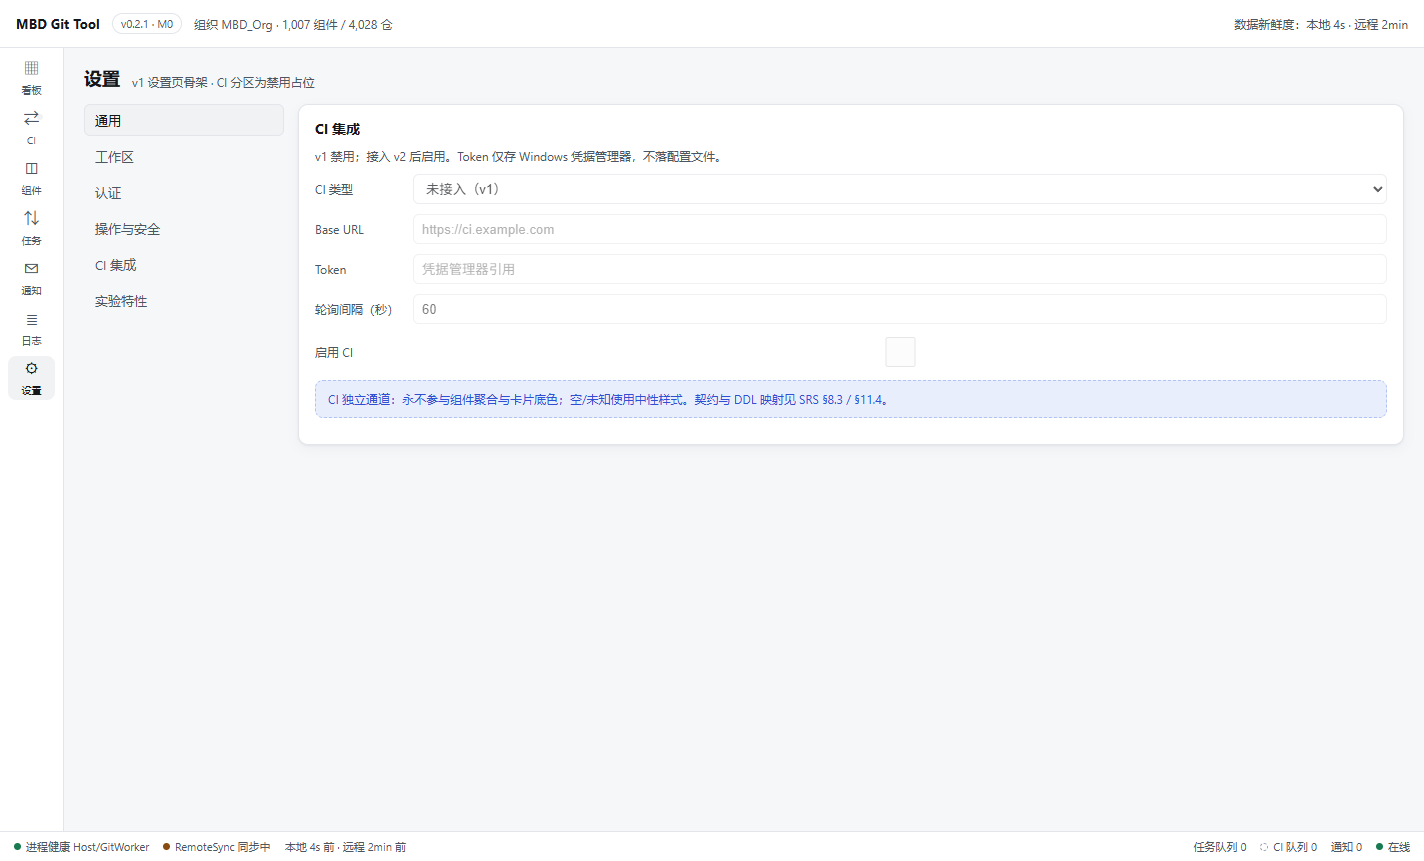 MBD Git Tool v0.2.1 · M0 组织 MBD_Org · 1,007 组件 / 4,028 仓 数据新鲜度：本地 4s · 远程 2min
看板
CI
组件
任务
通知
日志
设置
设置 v1 设置页骨架 · CI 分区为禁用占位
通用
工作区
认证
操作与安全
CI 集成
实验特性
CI 集成
v1 禁用；接入 v2 后启用。Token 仅存 Windows 凭据管理器，不落配置文件。
CI 类型 未接入（v1）
Base URL https://ci.example.com
Token 凭据管理器引用
轮询间隔（秒） 60
启用 CI
CI 独立通道：永不参与组件聚合与卡片底色；空/未知使用中性样式。契约与 DDL 映射见 SRS §8.3 / §11.4。
进程健康 Host/GitWorker RemoteSync 同步中 本地 4s 前 · 远程 2min 前 任务队列 0 CI 队列 0 通知 0 在线